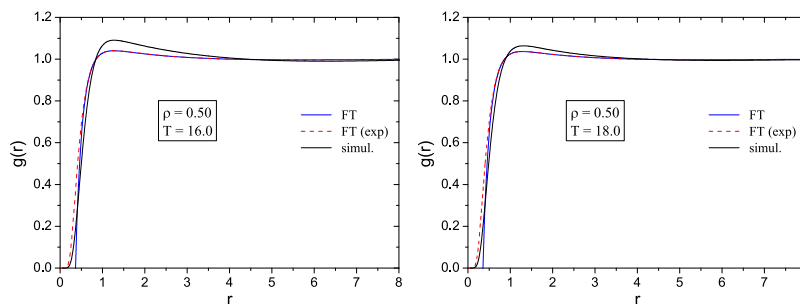 1.2
1.0
0.8
0.6
0.4
0.2
0.0
g(r)
ρ = 0.50
T = 16.0
FT
FT (exp)
simul.
0 1 2 3 4 5 6 7 8
r
1.2
1.0
0.8
0.6
0.4
0.2
0.0
g(r)
ρ = 0.50
T = 18.0
FT
FT (exp)
simul.
0 1 2 3 4 5 6 7
r